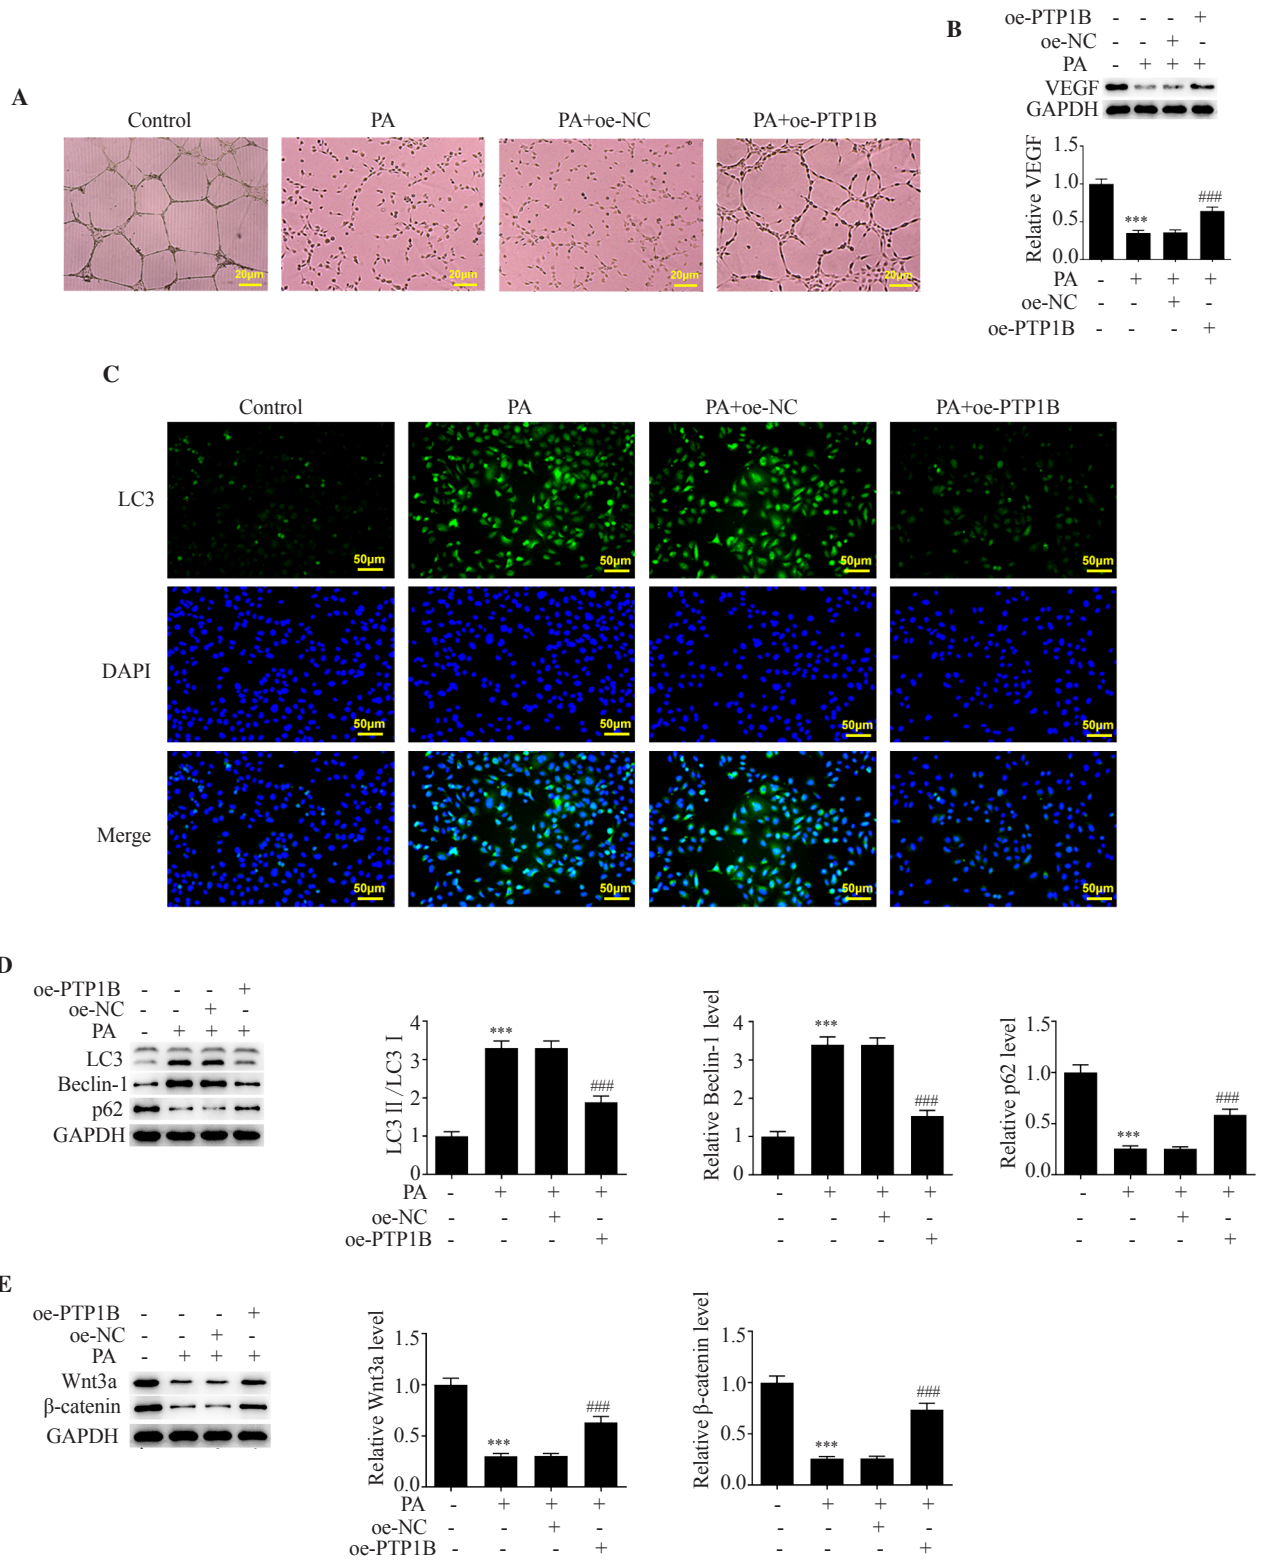 A
Control PA PA+oe-NC PA+oe-PTP1B
20μm 20μm 20μm 20μm
B
oe-PTP1B - - - +
oe-NC - - + -
PA - + + +
VEGF
GAPDH
Relative VEGF
1.5
1.0
0.5
0.0
***
###
PA - + + +
oe-NC - - + -
oe-PTP1B - - - +
C
Control PA PA+oe-NC PA+oe-PTP1B
LC3
50μm 50μm 50μm 50μm
DAPI
50μm 50μm 50μm 50μm
Merge
50μm 50μm 50μm 50μm
D
oe-PTP1B - - - +
oe-NC - - + -
PA - + + +
LC3
Beclin-1
p62
GAPDH
LC3 II /LC3 I
4
3
2
1
0
***
###
PA - + + +
oe-NC - - + -
oe-PTP1B - - - +
Relative Beclin-1 level
4
3
2
1
0
***
###
- + + +
- - + -
- - - +
Relative p62 level
1.5
1.0
0.5
0.0
***
###
- + + +
- - + -
- - - +
E
oe-PTP1B - - - +
oe-NC - - + -
PA - + + +
Wnt3a
β-catenin
GAPDH
Relative Wnt3a level
1.5
1.0
0.5
0.0
***
###
PA - + + +
oe-NC - - + -
oe-PTP1B - - - +
Relative β-catenin level
1.5
1.0
0.5
0.0
***
###
- + + +
- - + -
- - - +